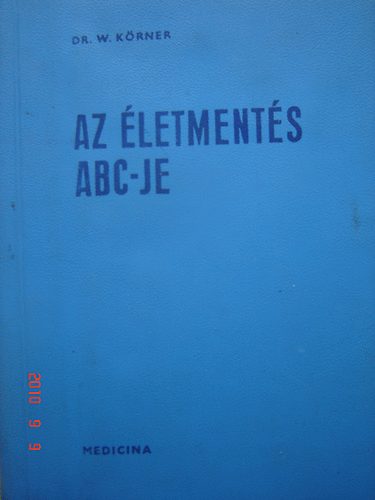 DR. W. KÖRNER
AZ ÉLETMENTÉS
ABC-JE
2010 9 9
MEDICINA